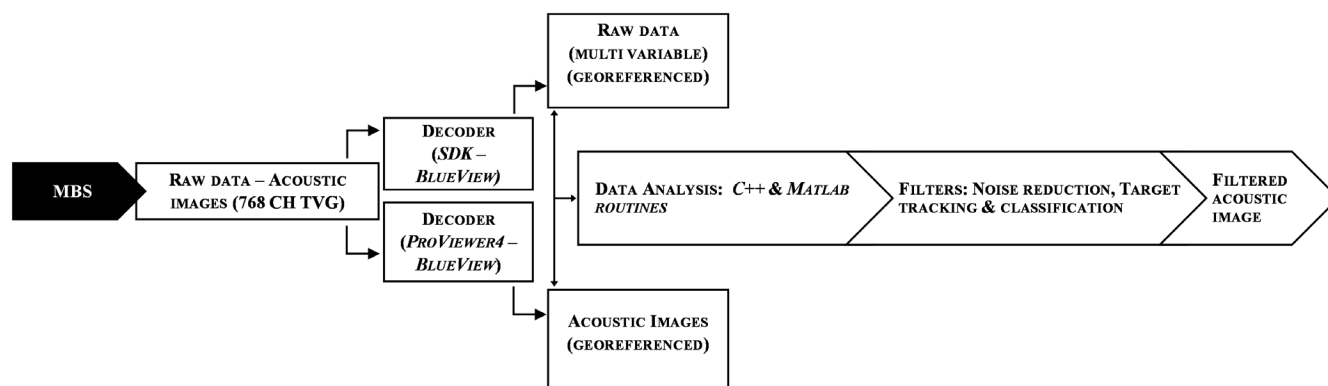 MBS
RAW DATA – ACOUSTIC
IMAGES (768 CH TVG)
DECODER
(SDK –
BLUEVIEW)
DECODER
(PROVIEWER4 –
BLUEVIEW)
RAW DATA
(MULTI VARIABLE)
(GEOREFERENCED)
ACOUSTIC IMAGES
(GEOREFERENCED)
DATA ANALYSIS: C++ & MATLAB
ROUTINES
FILTERS: NOISE REDUCTION, TARGET
TRACKING & CLASSIFICATION
FILTERED
ACOUSTIC
IMAGE